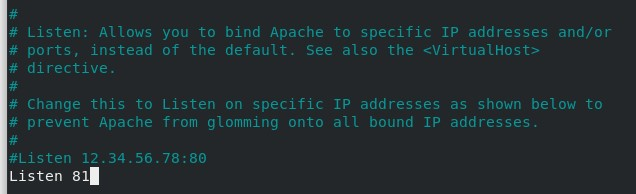 #
# Listen: Allows you to bind Apache to specific IP addresses and/or
# ports, instead of the default. See also the <VirtualHost>
# directive.
#
# Change this to Listen on specific IP addresses as shown below to
# prevent Apache from glomming onto all bound IP addresses.
#
#Listen 12.34.56.78:80
Listen 81